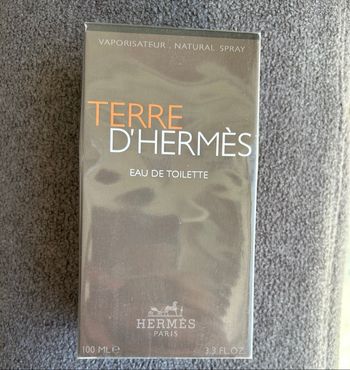 VAPORISATEUR . NATURAL SPRAY
TERRE
D'HERMÈS
EAU DE TOILETTE
HERMÈS
PARIS
100 ML ℮ 3.3 FL.OZ